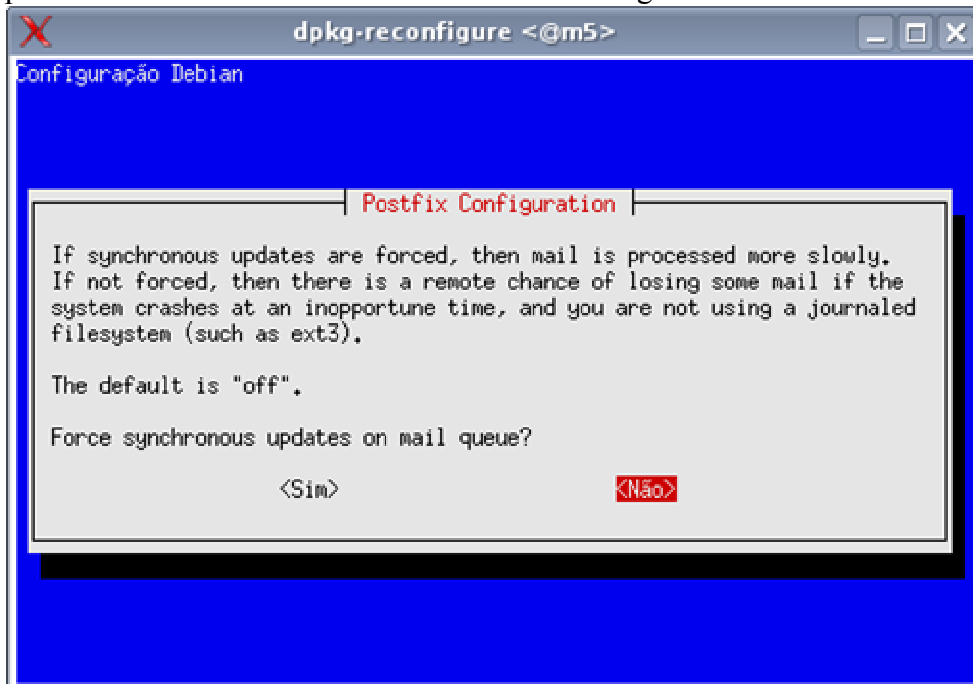 dpkg-reconfigure <@m5>
Configuração Debian
Postfix Configuration
If synchronous updates are forced, then mail is processed more slowly.
If not forced, then there is a remote chance of losing some mail if the
system crashes at an inopportune time, and you are not using a journaled
filesystem (such as ext3).
The default is "off".
Force synchronous updates on mail queue?
<Sim> <Não>